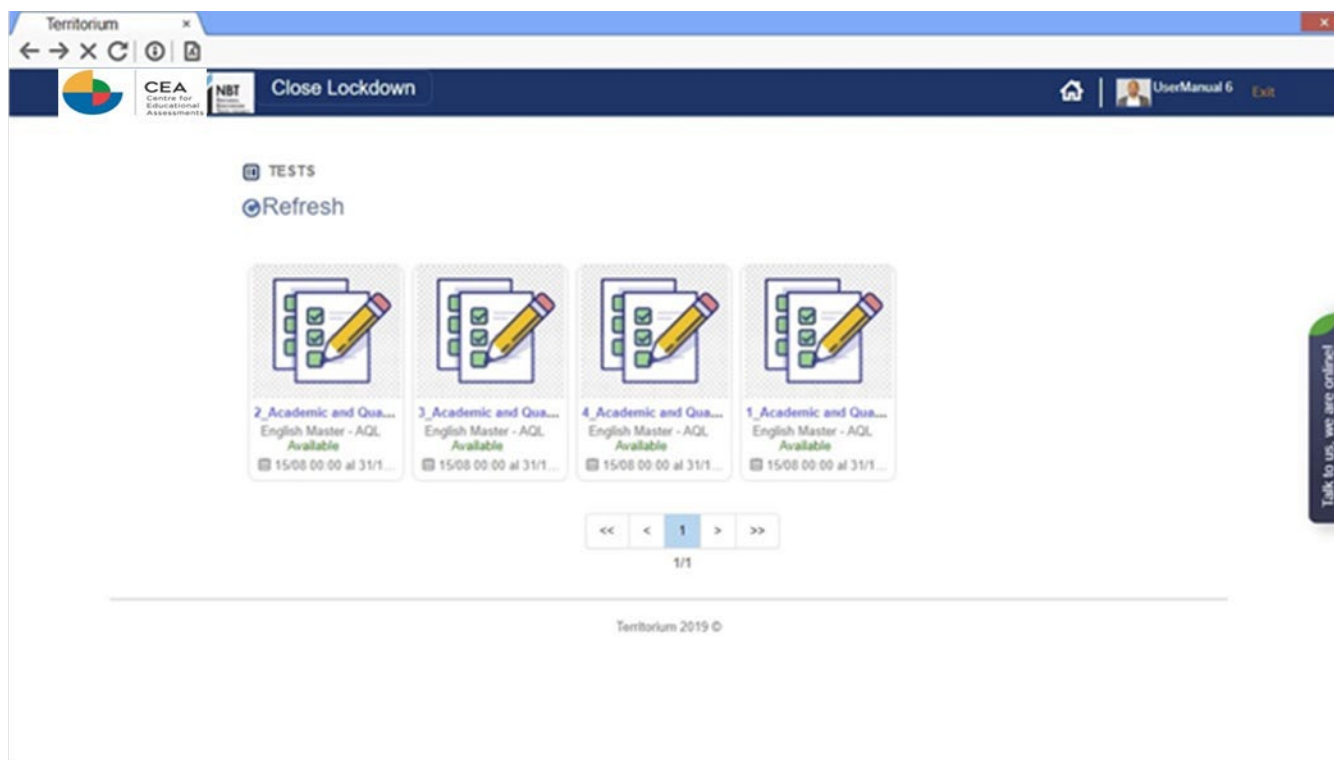 Territorium ×
CEA
Centre for
Educational
Assessments
NBT
Close Lockdown
UserManual 6
Exit
TESTS
Refresh
2_Academic and Qua...
English Master - AQL
Available
15/08 00:00 al 31/1...
3_Academic and Qua...
English Master - AQL
Available
15/08 00:00 al 31/1...
4_Academic and Qua...
English Master - AQL
Available
15/08 00:00 al 31/1...
1_Academic and Qua...
English Master - AQL
Available
15/08 00:00 al 31/1...
<< < 1 > >>
1/1
Talk to us, we are online!
Territorium 2019 ©